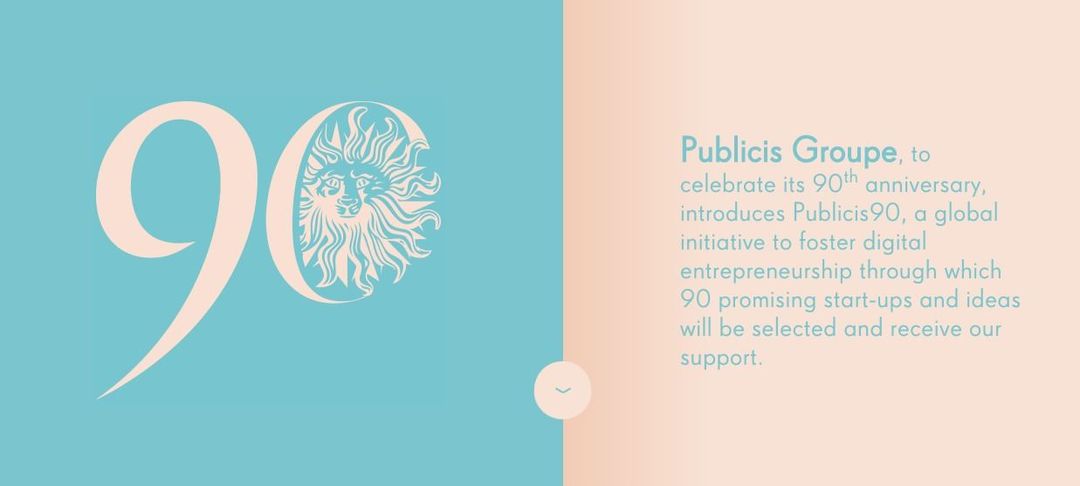 90
Publicis Groupe, to
celebrate its 90th anniversary,
introduces Publicis90, a global
initiative to foster digital
entrepreneurship through which
90 promising start-ups and ideas
will be selected and receive our
support.